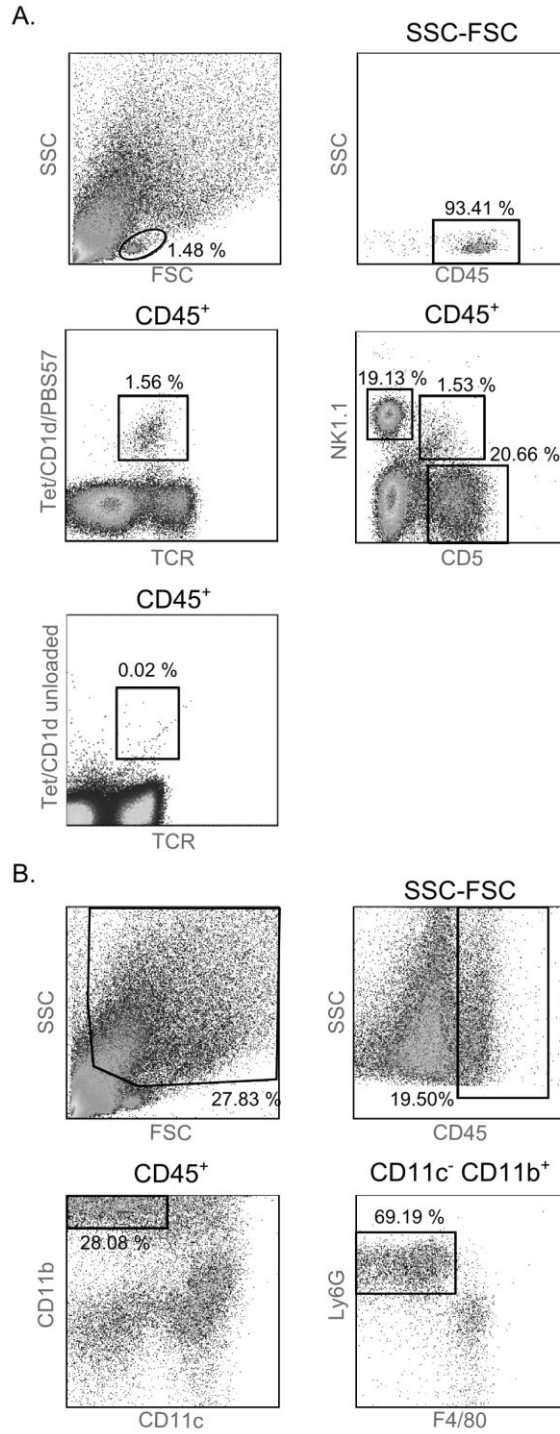 A.
SSC-FSC
SSC
1.48 %
FSC
SSC
93.41 %
CD45
CD45⁺
Tet/CD1d/PBS57
1.56 %
TCR
CD45⁺
NK1.1
19.13 %
1.53 %
20.66 %
CD5
CD45⁺
Tet/CD1d unloaded
0.02 %
TCR
B.
SSC-FSC
SSC
27.83 %
FSC
SSC
19.50%
CD45
CD45⁺
CD11b
28.08 %
CD11c
CD11c⁻ CD11b⁺
Ly6G
69.19 %
F4/80